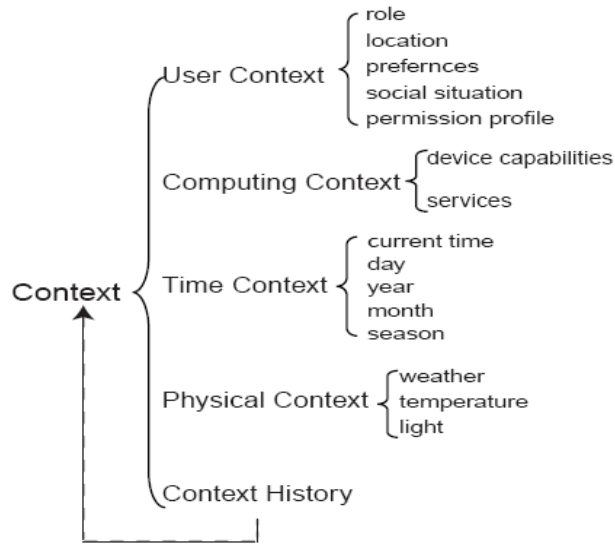 role
location
User Context
prefernces
social situation
permission profile
device capabilities
Computing Context
services
current time
day
Time Context
year
Context
month
season
weather
Physical Context
temperature
light
Context History